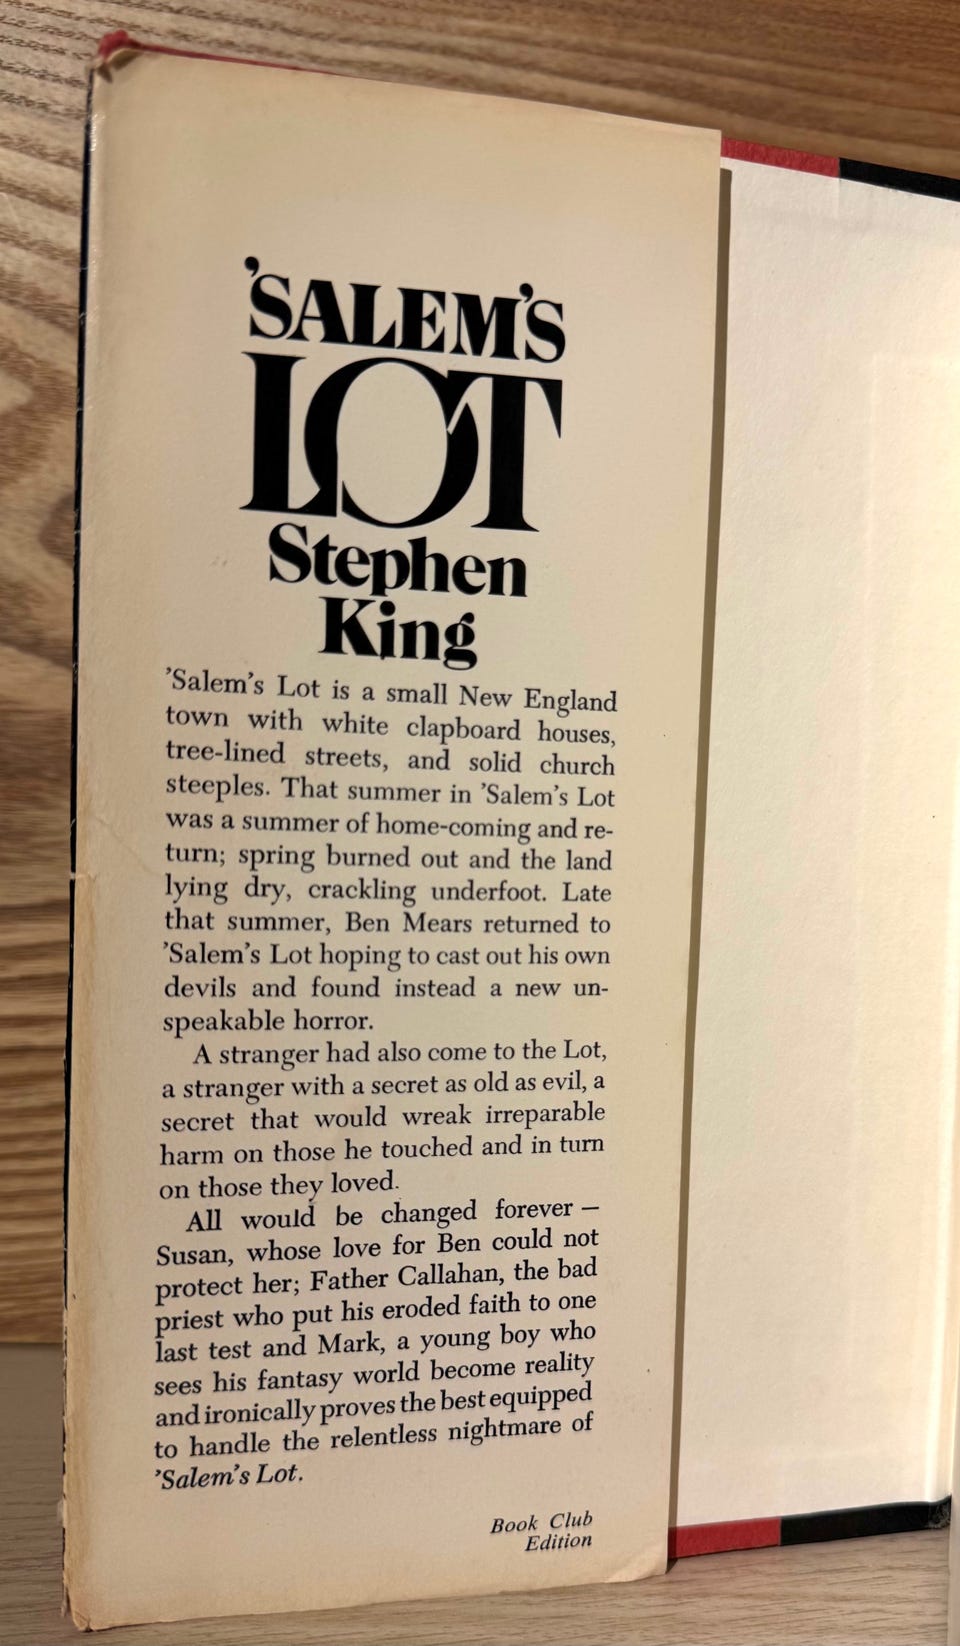 ’SALEM’S
LOT
Stephen
King
’Salem’s Lot is a small New England
town with white clapboard houses,
tree-lined streets, and solid church
steeples. That summer in ’Salem’s Lot
was a summer of home-coming and re-
turn; spring burned out and the land
lying dry, crackling underfoot. Late
that summer, Ben Mears returned to
’Salem’s Lot hoping to cast out his own
devils and found instead a new un-
speakable horror.
A stranger had also come to the Lot,
a stranger with a secret as old as evil, a
secret that would wreak irreparable
harm on those he touched and in turn
on those they loved.
All would be changed forever —
Susan, whose love for Ben could not
protect her; Father Callahan, the bad
priest who put his eroded faith to one
last test and Mark, a young boy who
sees his fantasy world become reality
and ironically proves the best equipped
to handle the relentless nightmare of
’Salem’s Lot.
Book Club
Edition